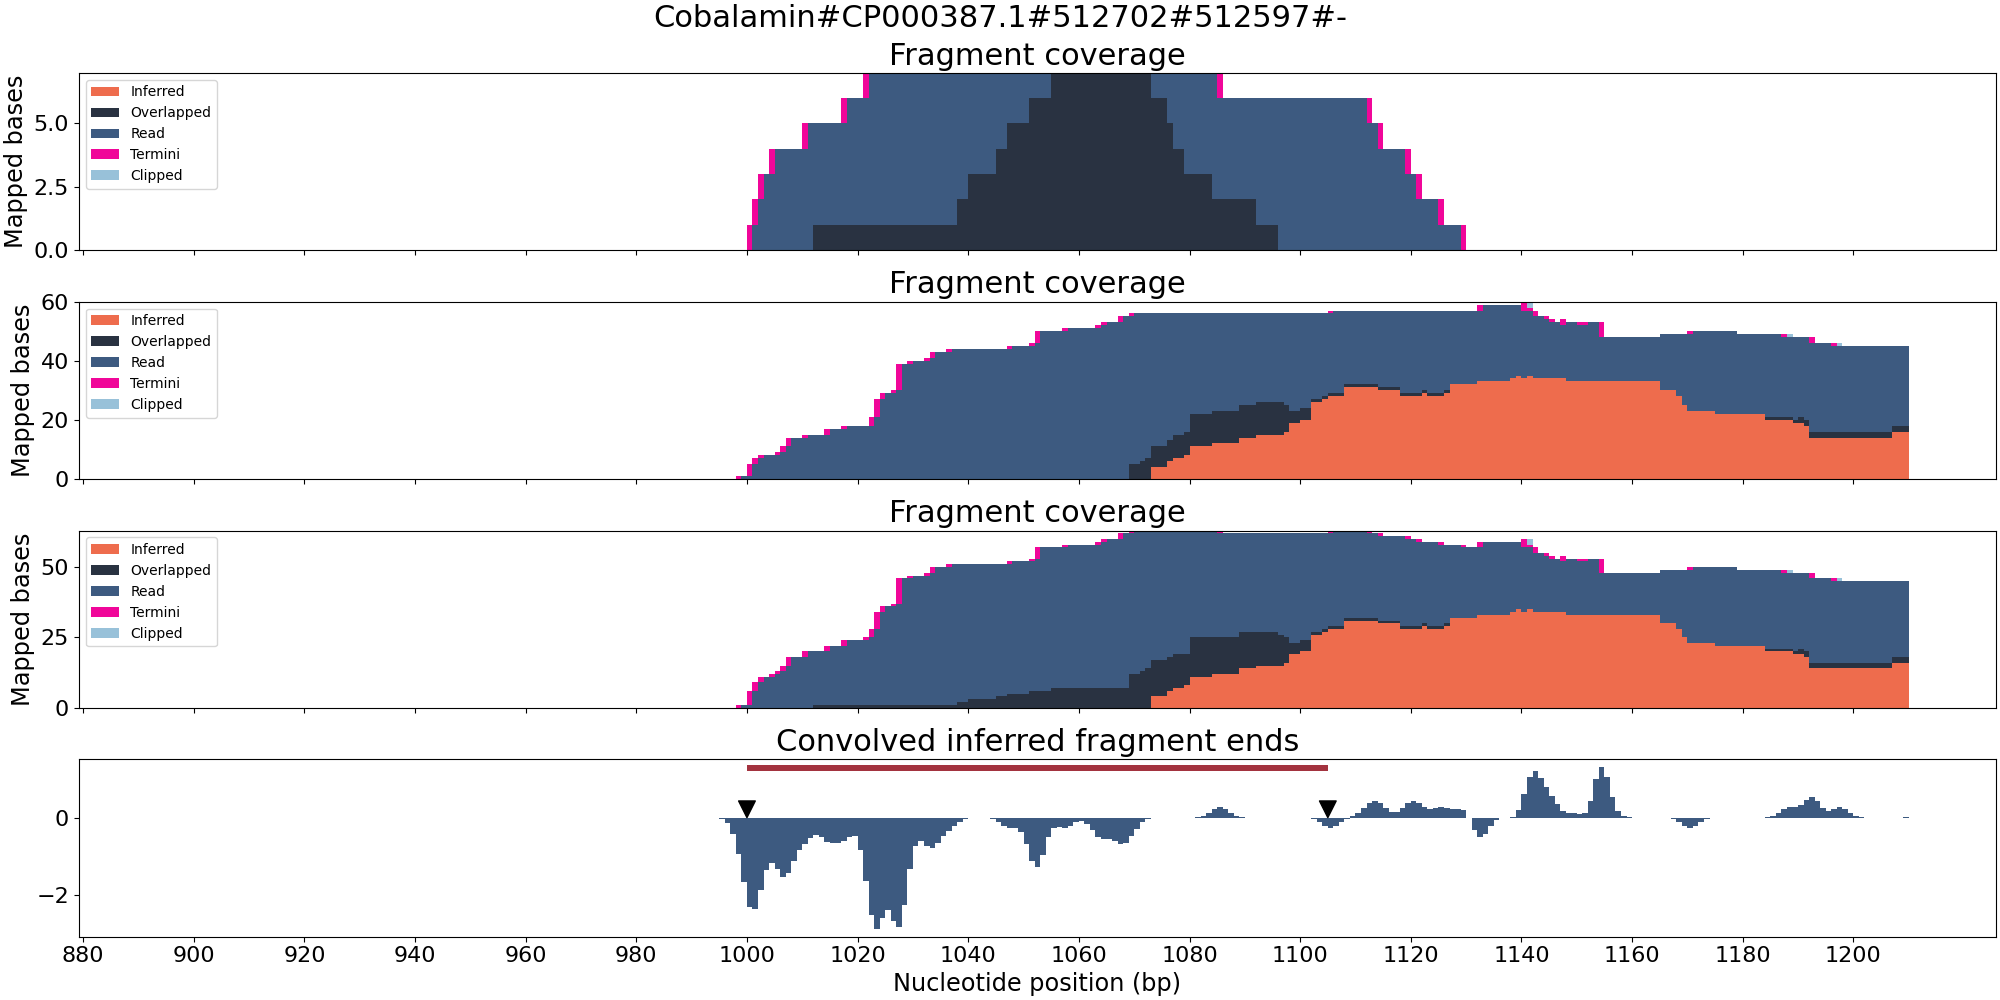 Cobalamin#CP000387.1#512702#512597#-
Fragment coverage
Mapped bases
5.0
2.5
0.0
Inferred
Overlapped
Read
Termini
Clipped
Fragment coverage
Mapped bases
60
40
20
0
Inferred
Overlapped
Read
Termini
Clipped
Fragment coverage
Mapped bases
50
25
0
Inferred
Overlapped
Read
Termini
Clipped
Convolved inferred fragment ends
0
−2
880 900 920 940 960 980 1000 1020 1040 1060 1080 1100 1120 1140 1160 1180 1200
Nucleotide position (bp)